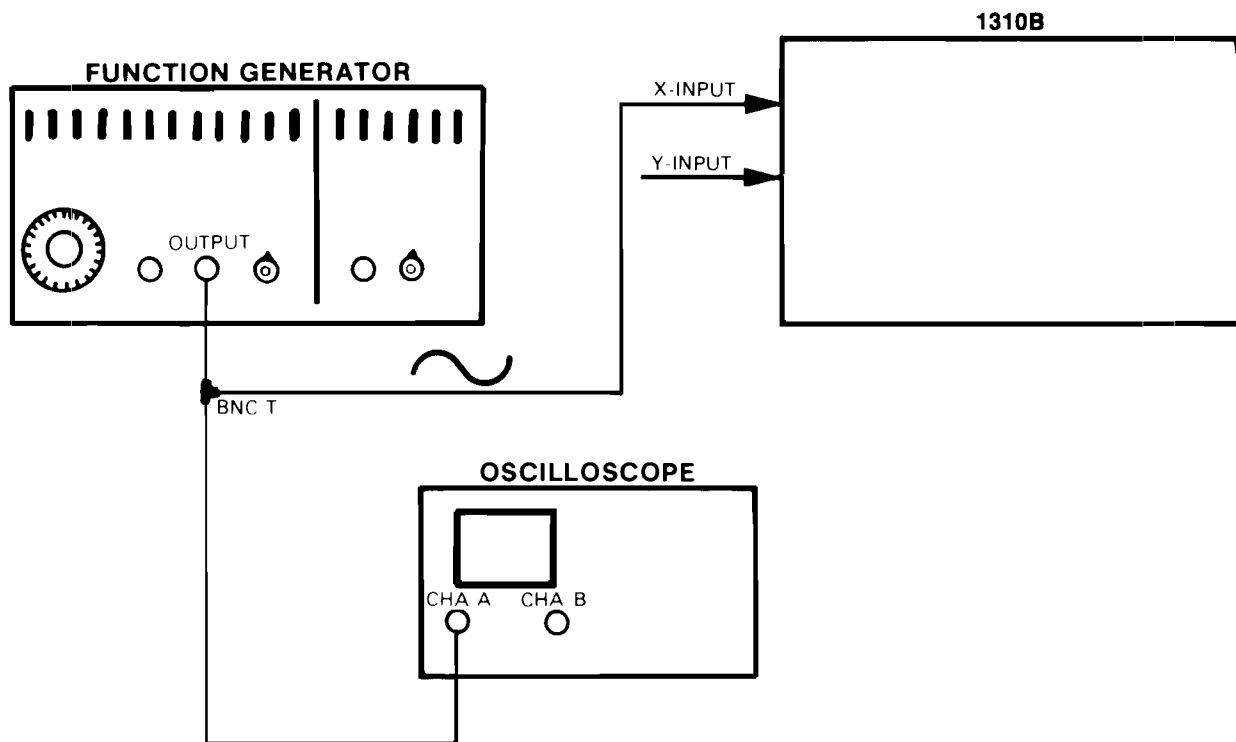 1310B
FUNCTION GENERATOR
X-INPUT
Y-INPUT
OUTPUT
BNC T
OSCILLOSCOPE
CHA A CHA B